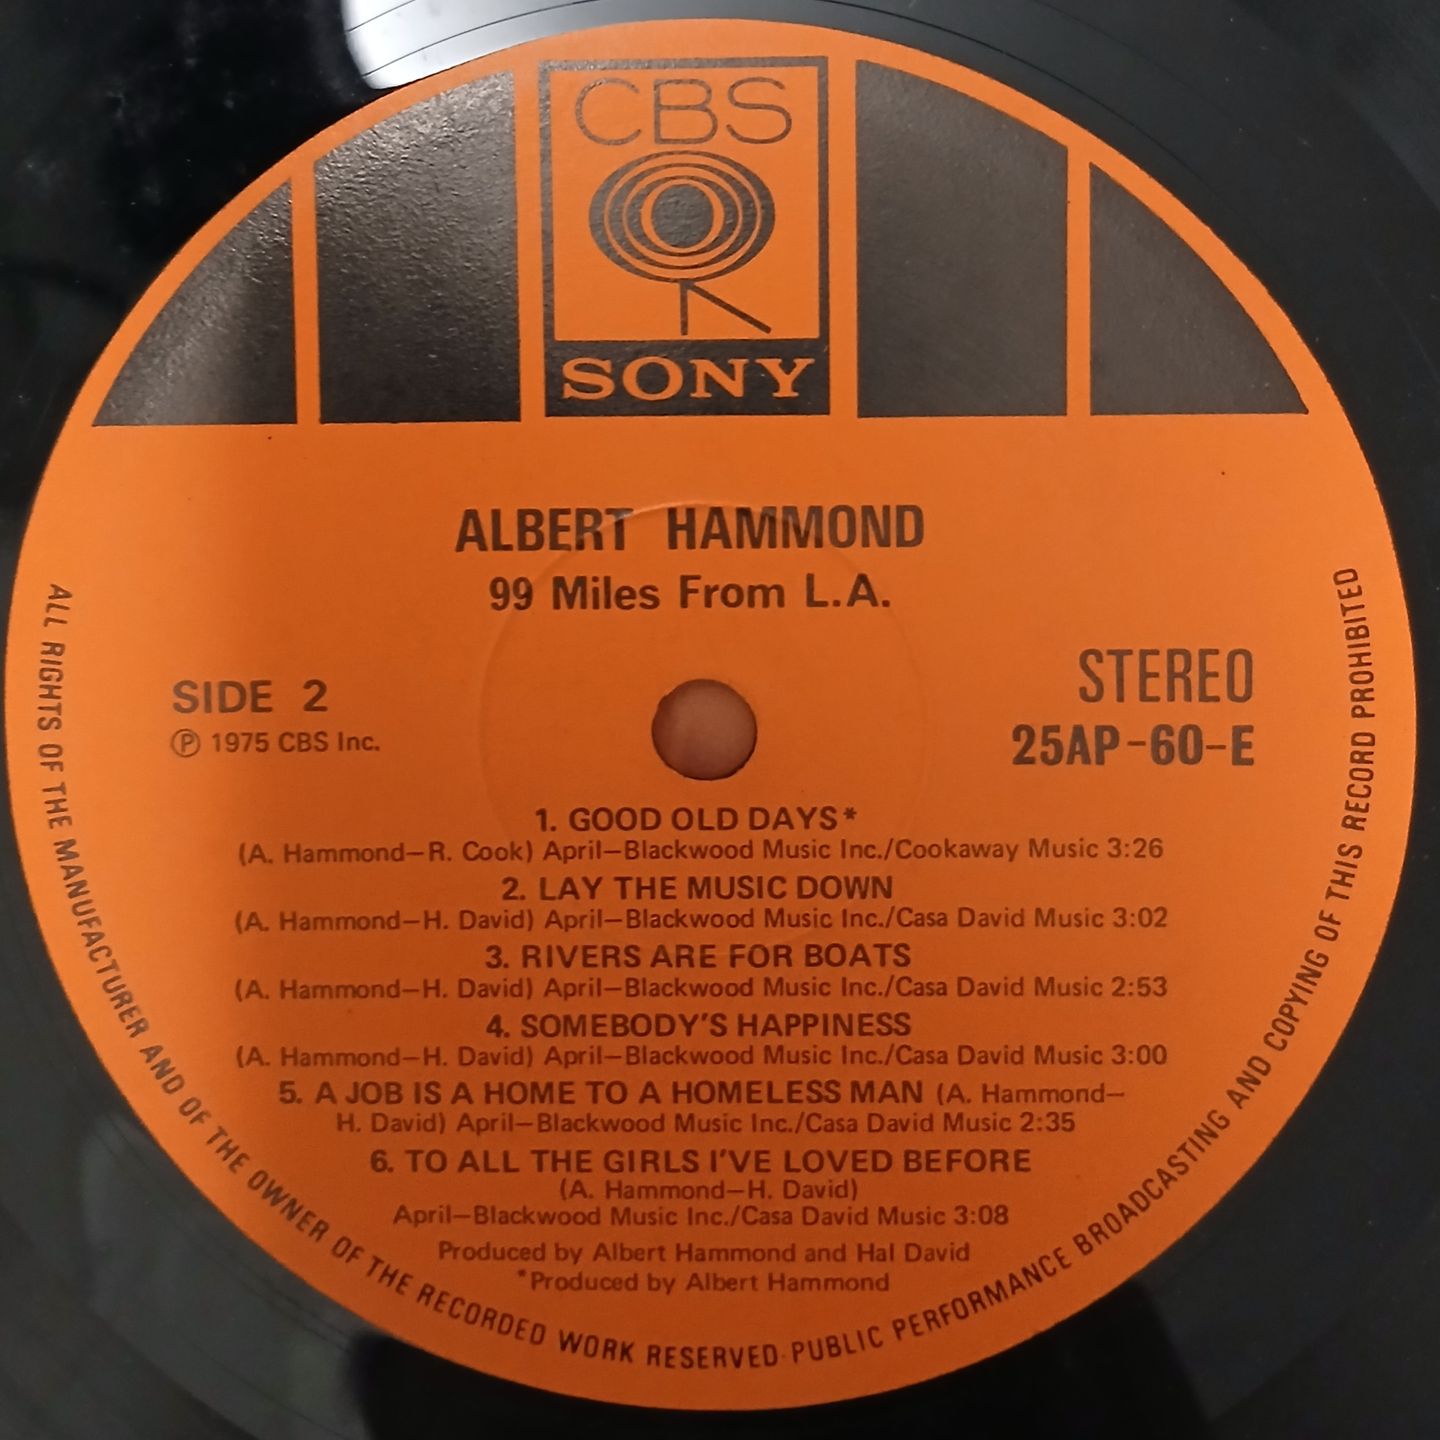 CBS
SONY
ALBERT HAMMOND
99 Miles From L.A.
SIDE 2
℗ 1975 CBS Inc.
STEREO
25AP-60-E
1. GOOD OLD DAYS*
(A. Hammond—R. Cook) April—Blackwood Music Inc./Cookaway Music 3:26
2. LAY THE MUSIC DOWN
(A. Hammond—H. David) April—Blackwood Music Inc./Casa David Music 3:02
3. RIVERS ARE FOR BOATS
(A. Hammond—H. David) April—Blackwood Music Inc./Casa David Music 2:53
4. SOMEBODY'S HAPPINESS
(A. Hammond—H. David) April—Blackwood Music Inc./Casa David Music 3:00
5. A JOB IS A HOME TO A HOMELESS MAN (A. Hammond—
H. David) April—Blackwood Music Inc./Casa David Music 2:35
6. TO ALL THE GIRLS I'VE LOVED BEFORE
(A. Hammond—H. David)
April—Blackwood Music Inc./Casa David Music 3:08
Produced by Albert Hammond and Hal David
*Produced by Albert Hammond
ALL RIGHTS OF THE MANUFACTURER AND OF THE OWNER OF THE RECORDED WORK RESERVED·PUBLIC PERFORMANCE BROADCASTING AND COPYING OF THIS RECORD PROHIBITED